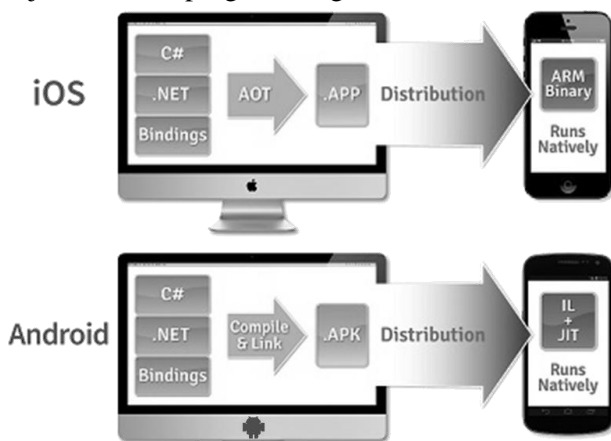 iOS
C#
.NET
Bindings
AOT
.APP
Distribution
ARM
Binary
Runs
Natively
Android
C#
.NET
Bindings
Compile
& Link
.APK
Distribution
IL
+
JIT
Runs
Natively